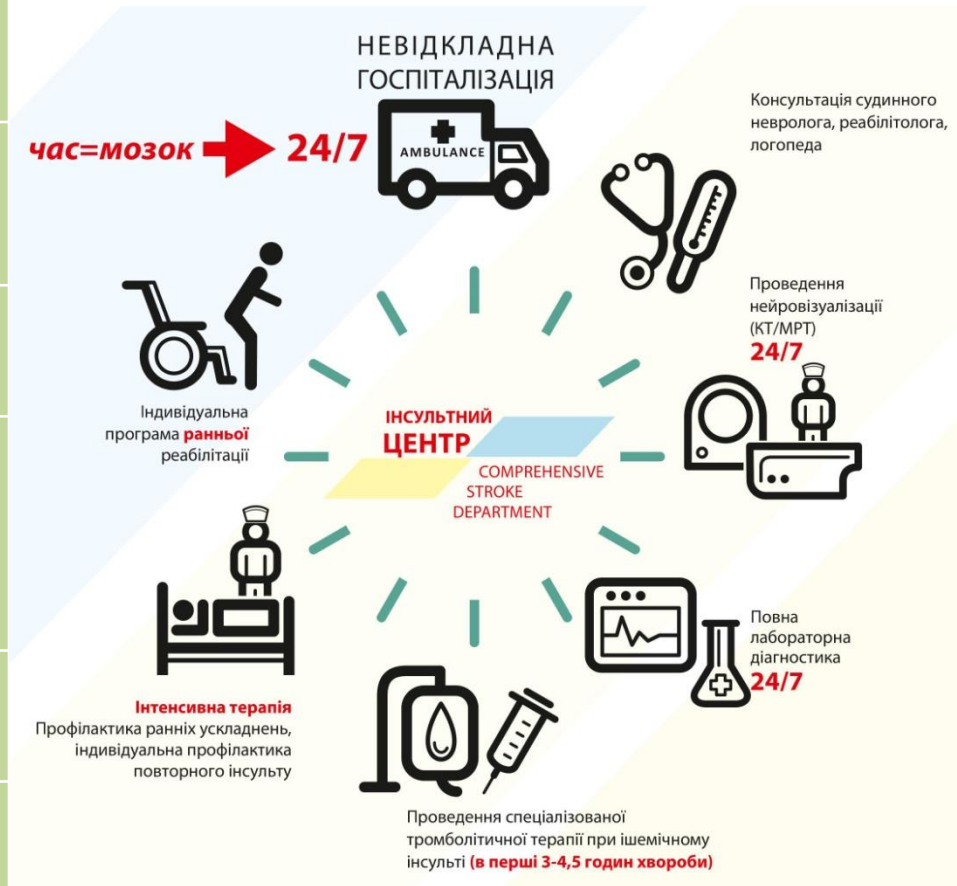 НЕВІДКЛАДНА
ГОСПІТАЛІЗАЦІЯ
час=мозок
24/7
AMBULANCE
Консультація судинного
невролога, реабілітолога,
логопеда
Проведення
нейровізуалізації
(КТ/МРТ)
24/7
Повна
лабораторна
діагностика
24/7
Проведення спеціалізованої
тромболітичної терапії при ішемічному
інсульті (в перші 3-4,5 годин хвороби)
Інтенсивна терапія
Профілактика ранніх ускладнень,
індивідуальна профілактика
повторного інсульту
Індивідуальна
програма ранньої
реабілітації
ІНСУЛЬТНИЙ
ЦЕНТР
COMPREHENSIVE
STROKE
DEPARTMENT